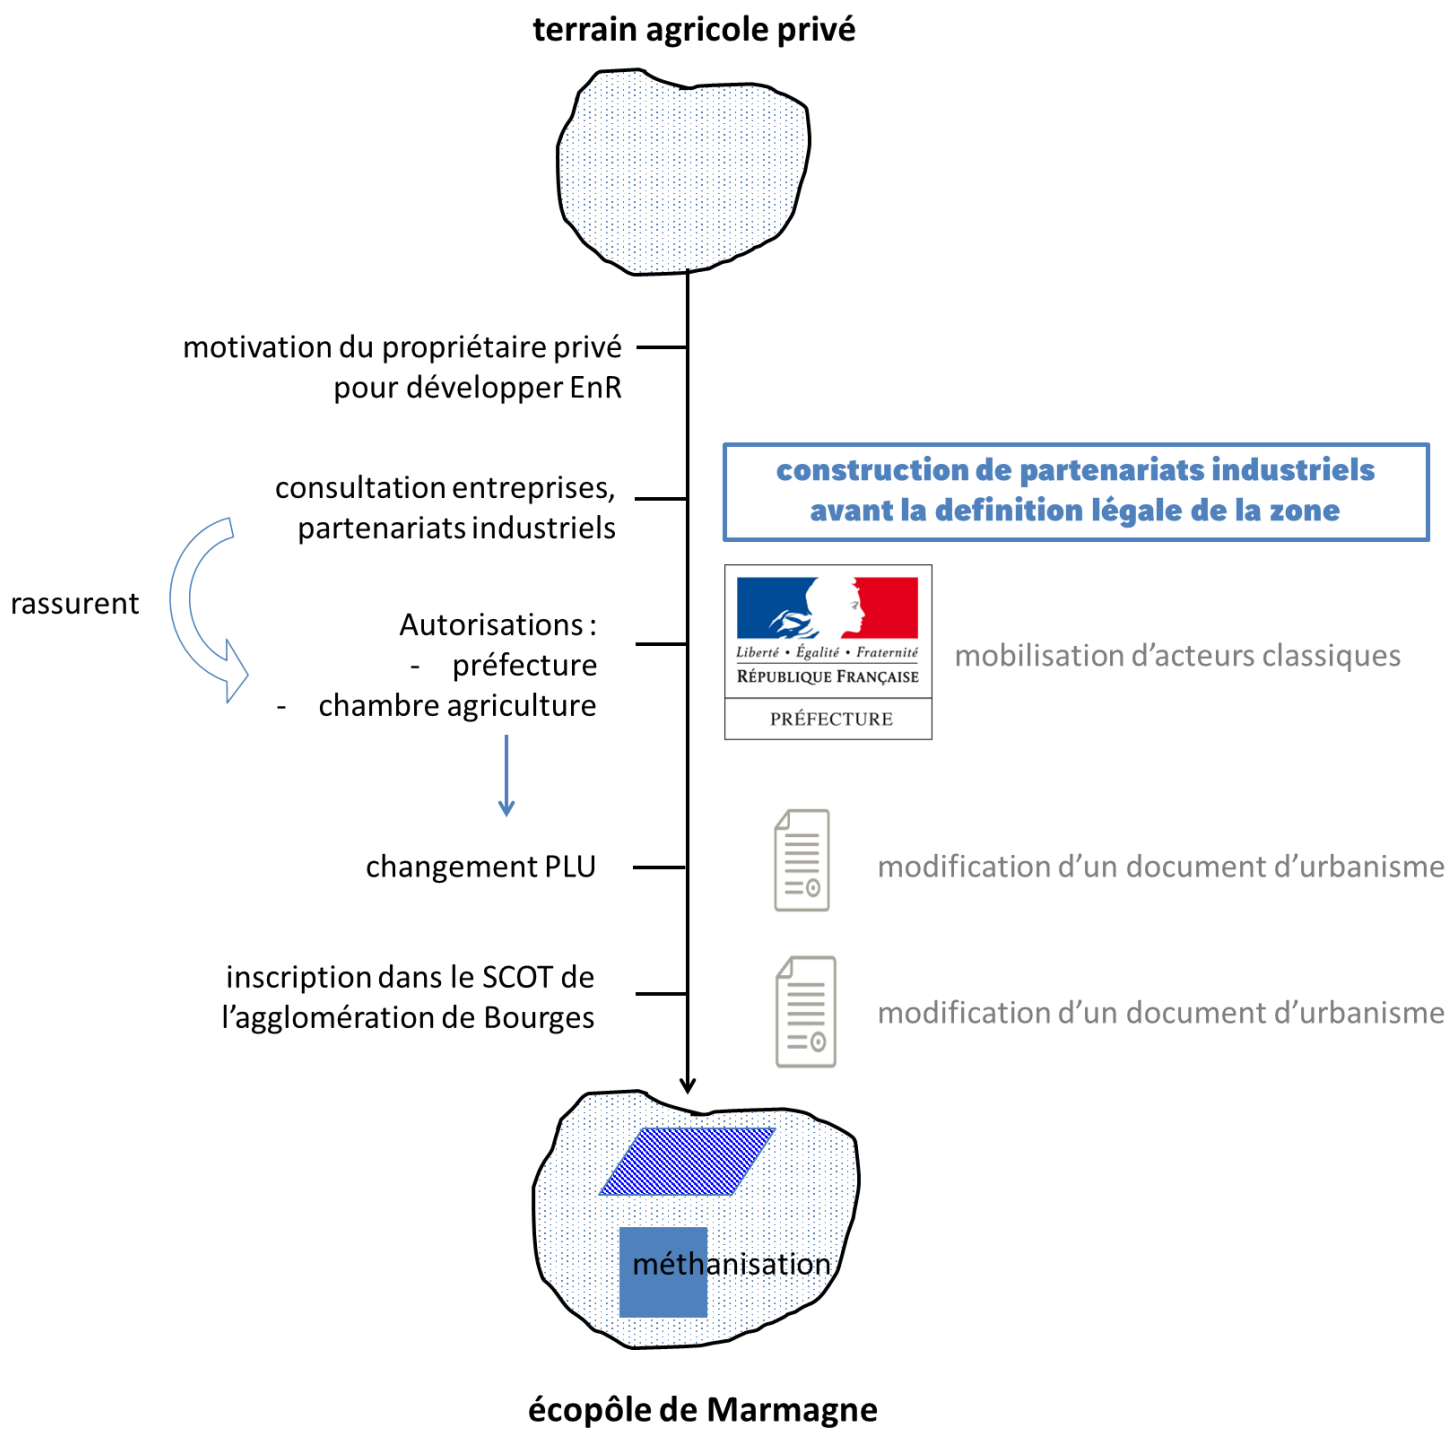 terrain agricole privé
motivation du propriétaire privé
pour développer EnR
consultation entreprises,
partenariats industriels
construction de partenariats industriels
avant la definition légale de la zone
rassurent
Autorisations :
- préfecture
- chambre agriculture
Liberté • Égalité • Fraternité
RÉPUBLIQUE FRANÇAISE
PRÉFECTURE
mobilisation d'acteurs classiques
changement PLU
modification d'un document d'urbanisme
inscription dans le SCOT de
l'agglomération de Bourges
modification d'un document d'urbanisme
méthanisation
écopôle de Marmagne